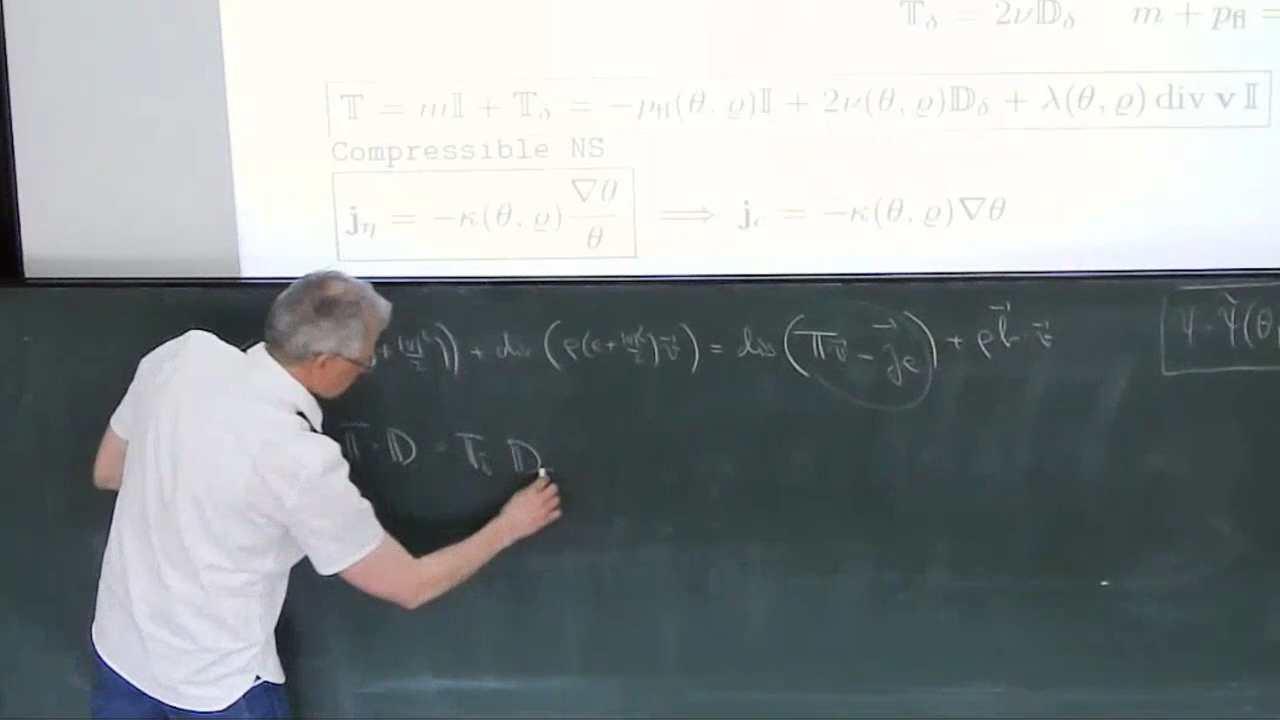 𝕋_δ = 2ν𝔻_δ m + p_fl =
𝕋 = m𝕀 + 𝕋_δ = −p_fl(θ, ϱ)𝕀 + 2ν(θ, ϱ)𝔻_δ + λ(θ, ϱ) div v 𝕀
Compressible NS
j_η = −κ(θ, ϱ) ∇θ/θ ⟹ j_e = −κ(θ, ϱ)∇θ
+ |v|²/2)) + div (ρ(e + |v|²/2)v⃗) = div (𝕋v⃗ − j⃗e) + ρb⃗·v⃗
ψ = ψ̃(θ
𝕋 · 𝔻 = 𝕋_δ 𝔻